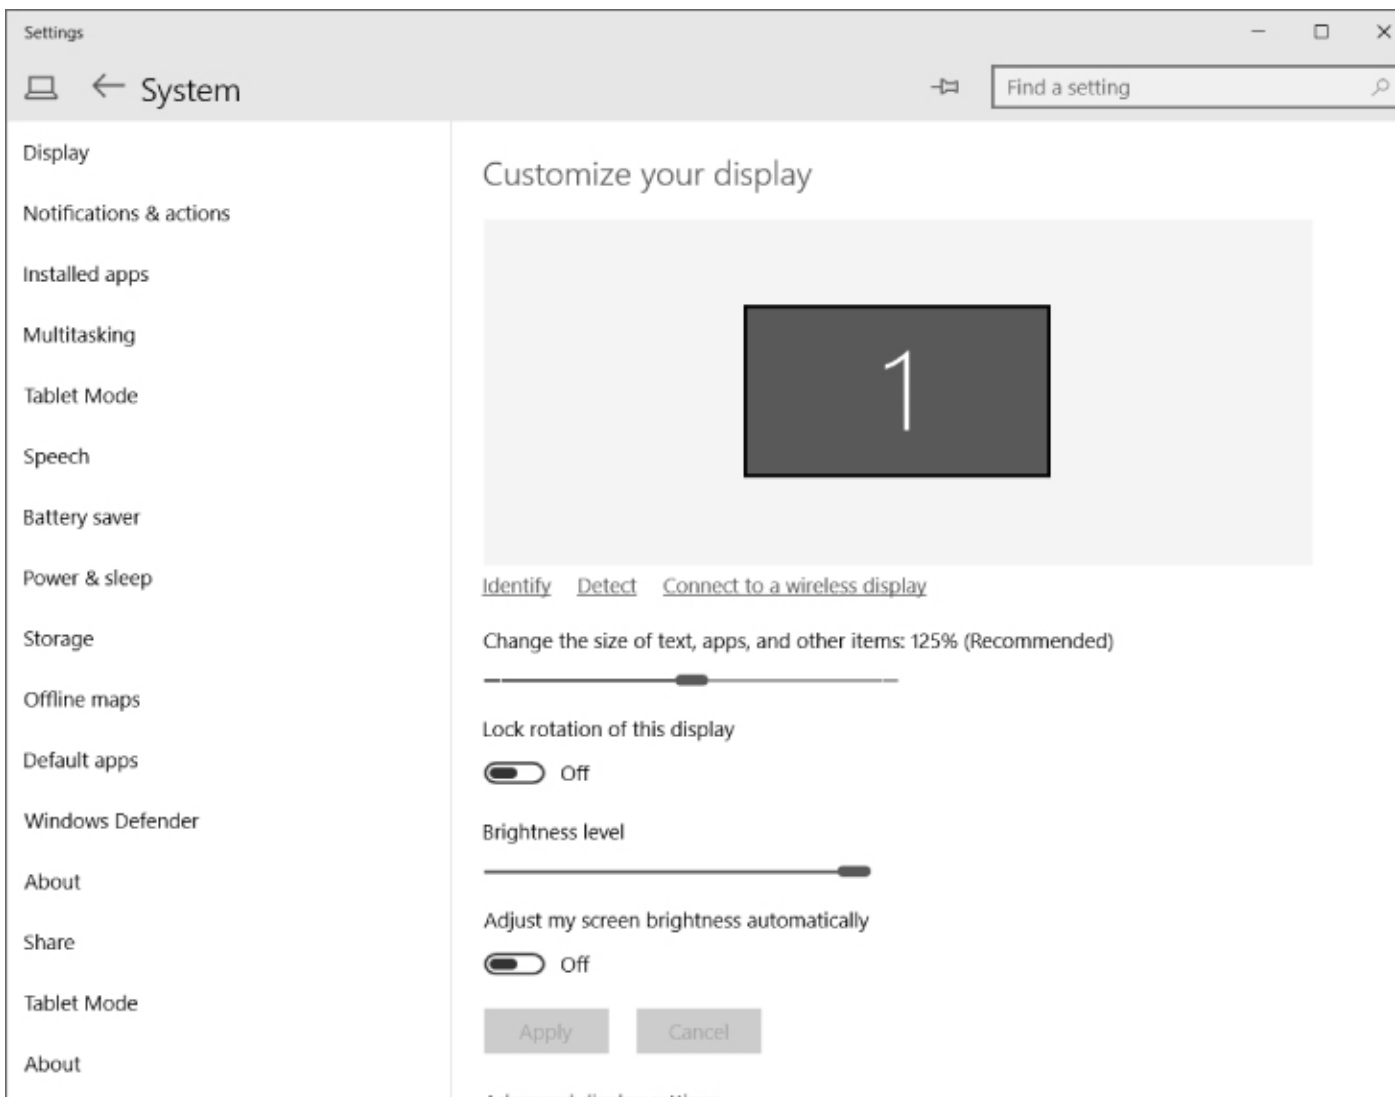 Settings
System
Find a setting
Display
Notifications & actions
Installed apps
Multitasking
Tablet Mode
Speech
Battery saver
Power & sleep
Storage
Offline maps
Default apps
Windows Defender
About
Share
Tablet Mode
About
Customize your display
1
Identify Detect Connect to a wireless display
Change the size of text, apps, and other items: 125% (Recommended)
Lock rotation of this display
Off
Brightness level
Adjust my screen brightness automatically
Off
Apply Cancel